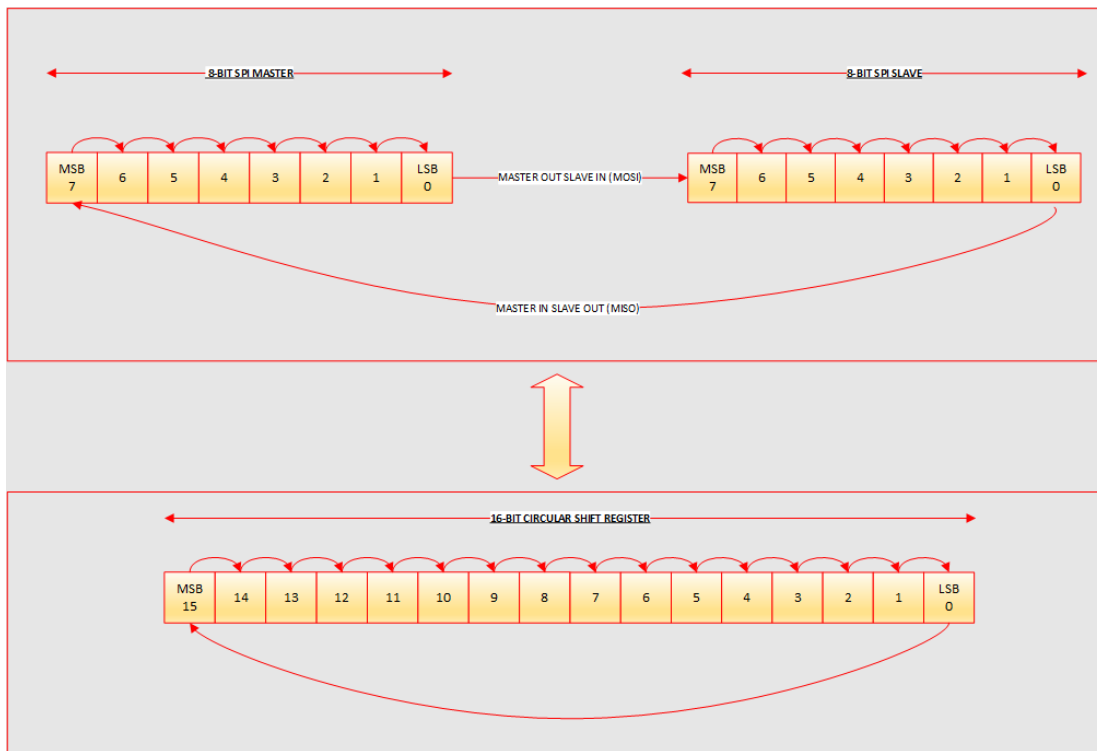 8-BIT SPI MASTER
8-BIT SPI SLAVE
MSB
7
6
5
4
3
2
1
LSB
0
MASTER OUT SLAVE IN (MOSI)
MSB
7
6
5
4
3
2
1
LSB
0
MASTER IN SLAVE OUT (MISO)
16-BIT CIRCULAR SHIFT REGISTER
MSB
15
14
13
12
11
10
9
8
7
6
5
4
3
2
1
LSB
0